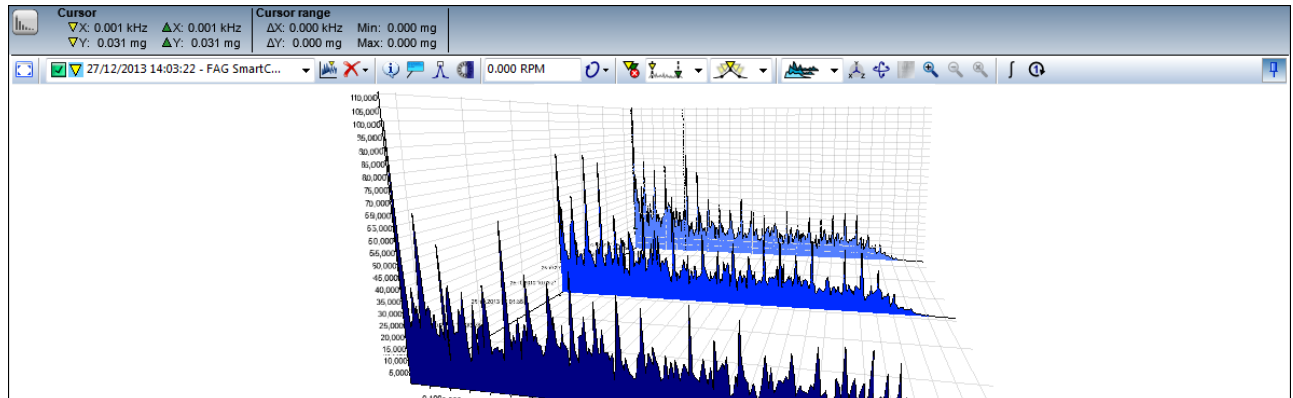 Cursor
X: 0.001 kHz X: 0.001 kHz
Y: 0.031 mg Y: 0.031 mg
Cursor range
ΔX: 0.000 kHz Min: 0.000 mg
ΔY: 0.000 mg Max: 0.000 mg
27/12/2013 14:03:22 - FAG SmartC...
0.000 RPM
110,000
105,000
100,000
95,000
90,000
85,000
80,000
75,000
70,000
65,000
60,000
55,000
50,000
45,000
40,000
35,000
30,000
25,000
20,000
15,000
10,000
5,000